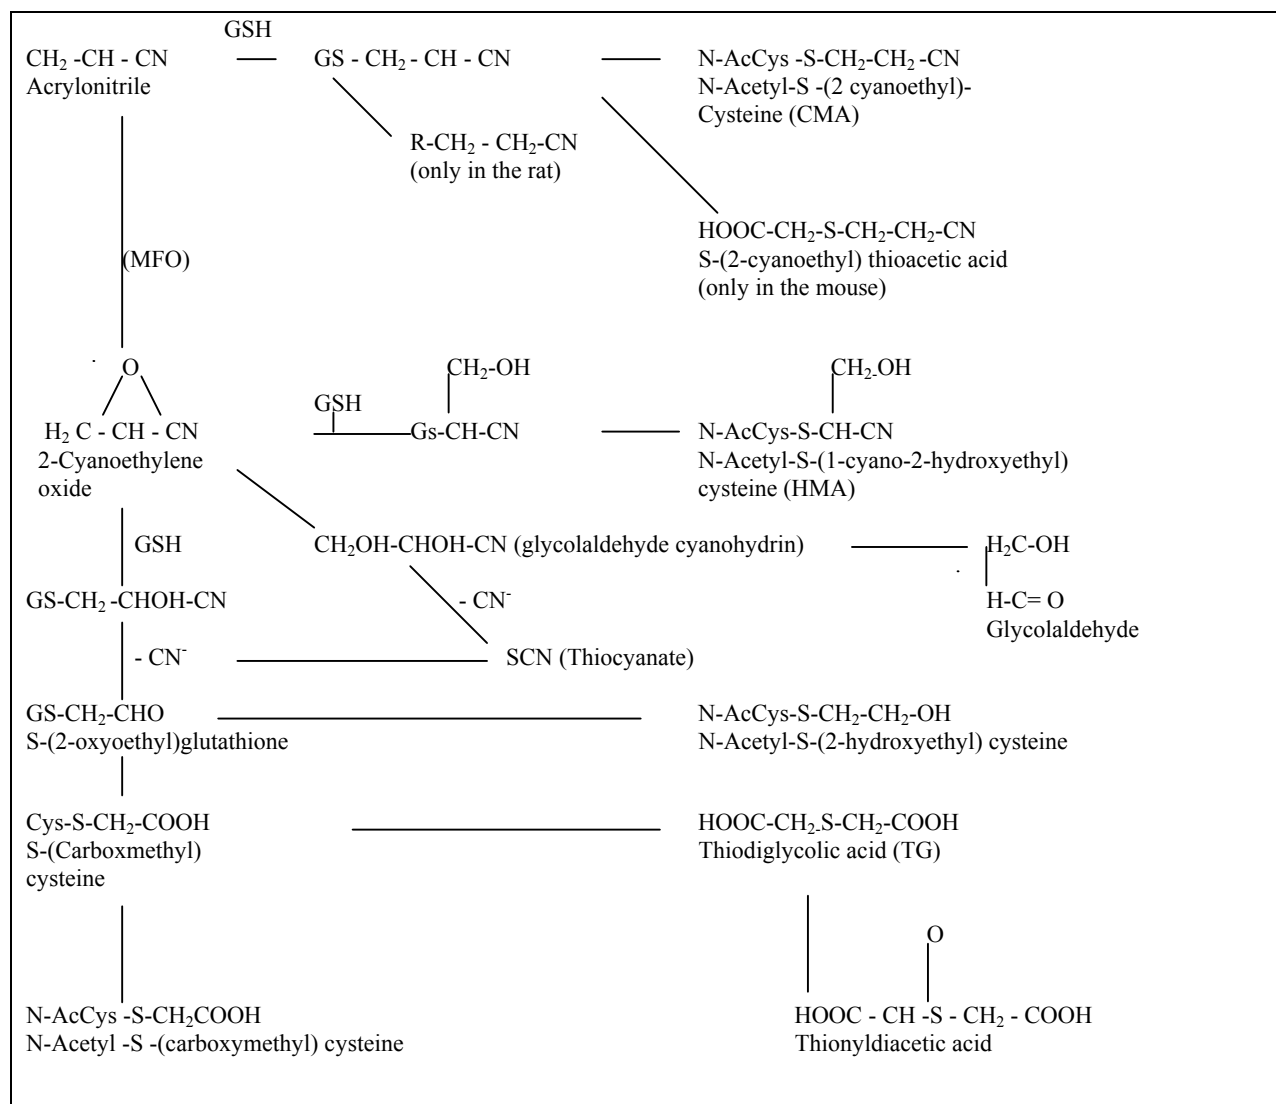 GSH
CH₂ -CH - CN
GS - CH₂ - CH - CN
N-AcCys -S-CH₂-CH₂ -CN
Acrylonitrile
N-Acetyl-S -(2 cyanoethyl)-
Cysteine (CMA)
R-CH₂ - CH₂-CN
(only in the rat)
HOOC-CH₂-S-CH₂-CH₂-CN
S-(2-cyanoethyl) thioacetic acid
(only in the mouse)
(MFO)
O
CH₂-OH
CH₂-OH
GSH
H₂ C - CH - CN
Gs-CH-CN
N-AcCys-S-CH-CN
2-Cyanoethylene
oxide
N-Acetyl-S-(1-cyano-2-hydroxyethyl)
cysteine (HMA)
GSH
CH₂OH-CHOH-CN (glycolaldehyde cyanohydrin)
H₂C-OH
GS-CH₂ -CHOH-CN
- CN⁻
H-C= O
Glycolaldehyde
- CN⁻
SCN (Thiocyanate)
GS-CH₂-CHO
S-(2-oxyoethyl)glutathione
N-AcCys-S-CH₂-CH₂-OH
N-Acetyl-S-(2-hydroxyethyl) cysteine
Cys-S-CH₂-COOH
S-(Carboxmethyl)
cysteine
HOOC-CH₂-S-CH₂-COOH
Thiodiglycolic acid (TG)
O
N-AcCys -S-CH₂COOH
N-Acetyl -S -(carboxymethyl) cysteine
HOOC - CH -S - CH₂ - COOH
Thionyldiacetic acid